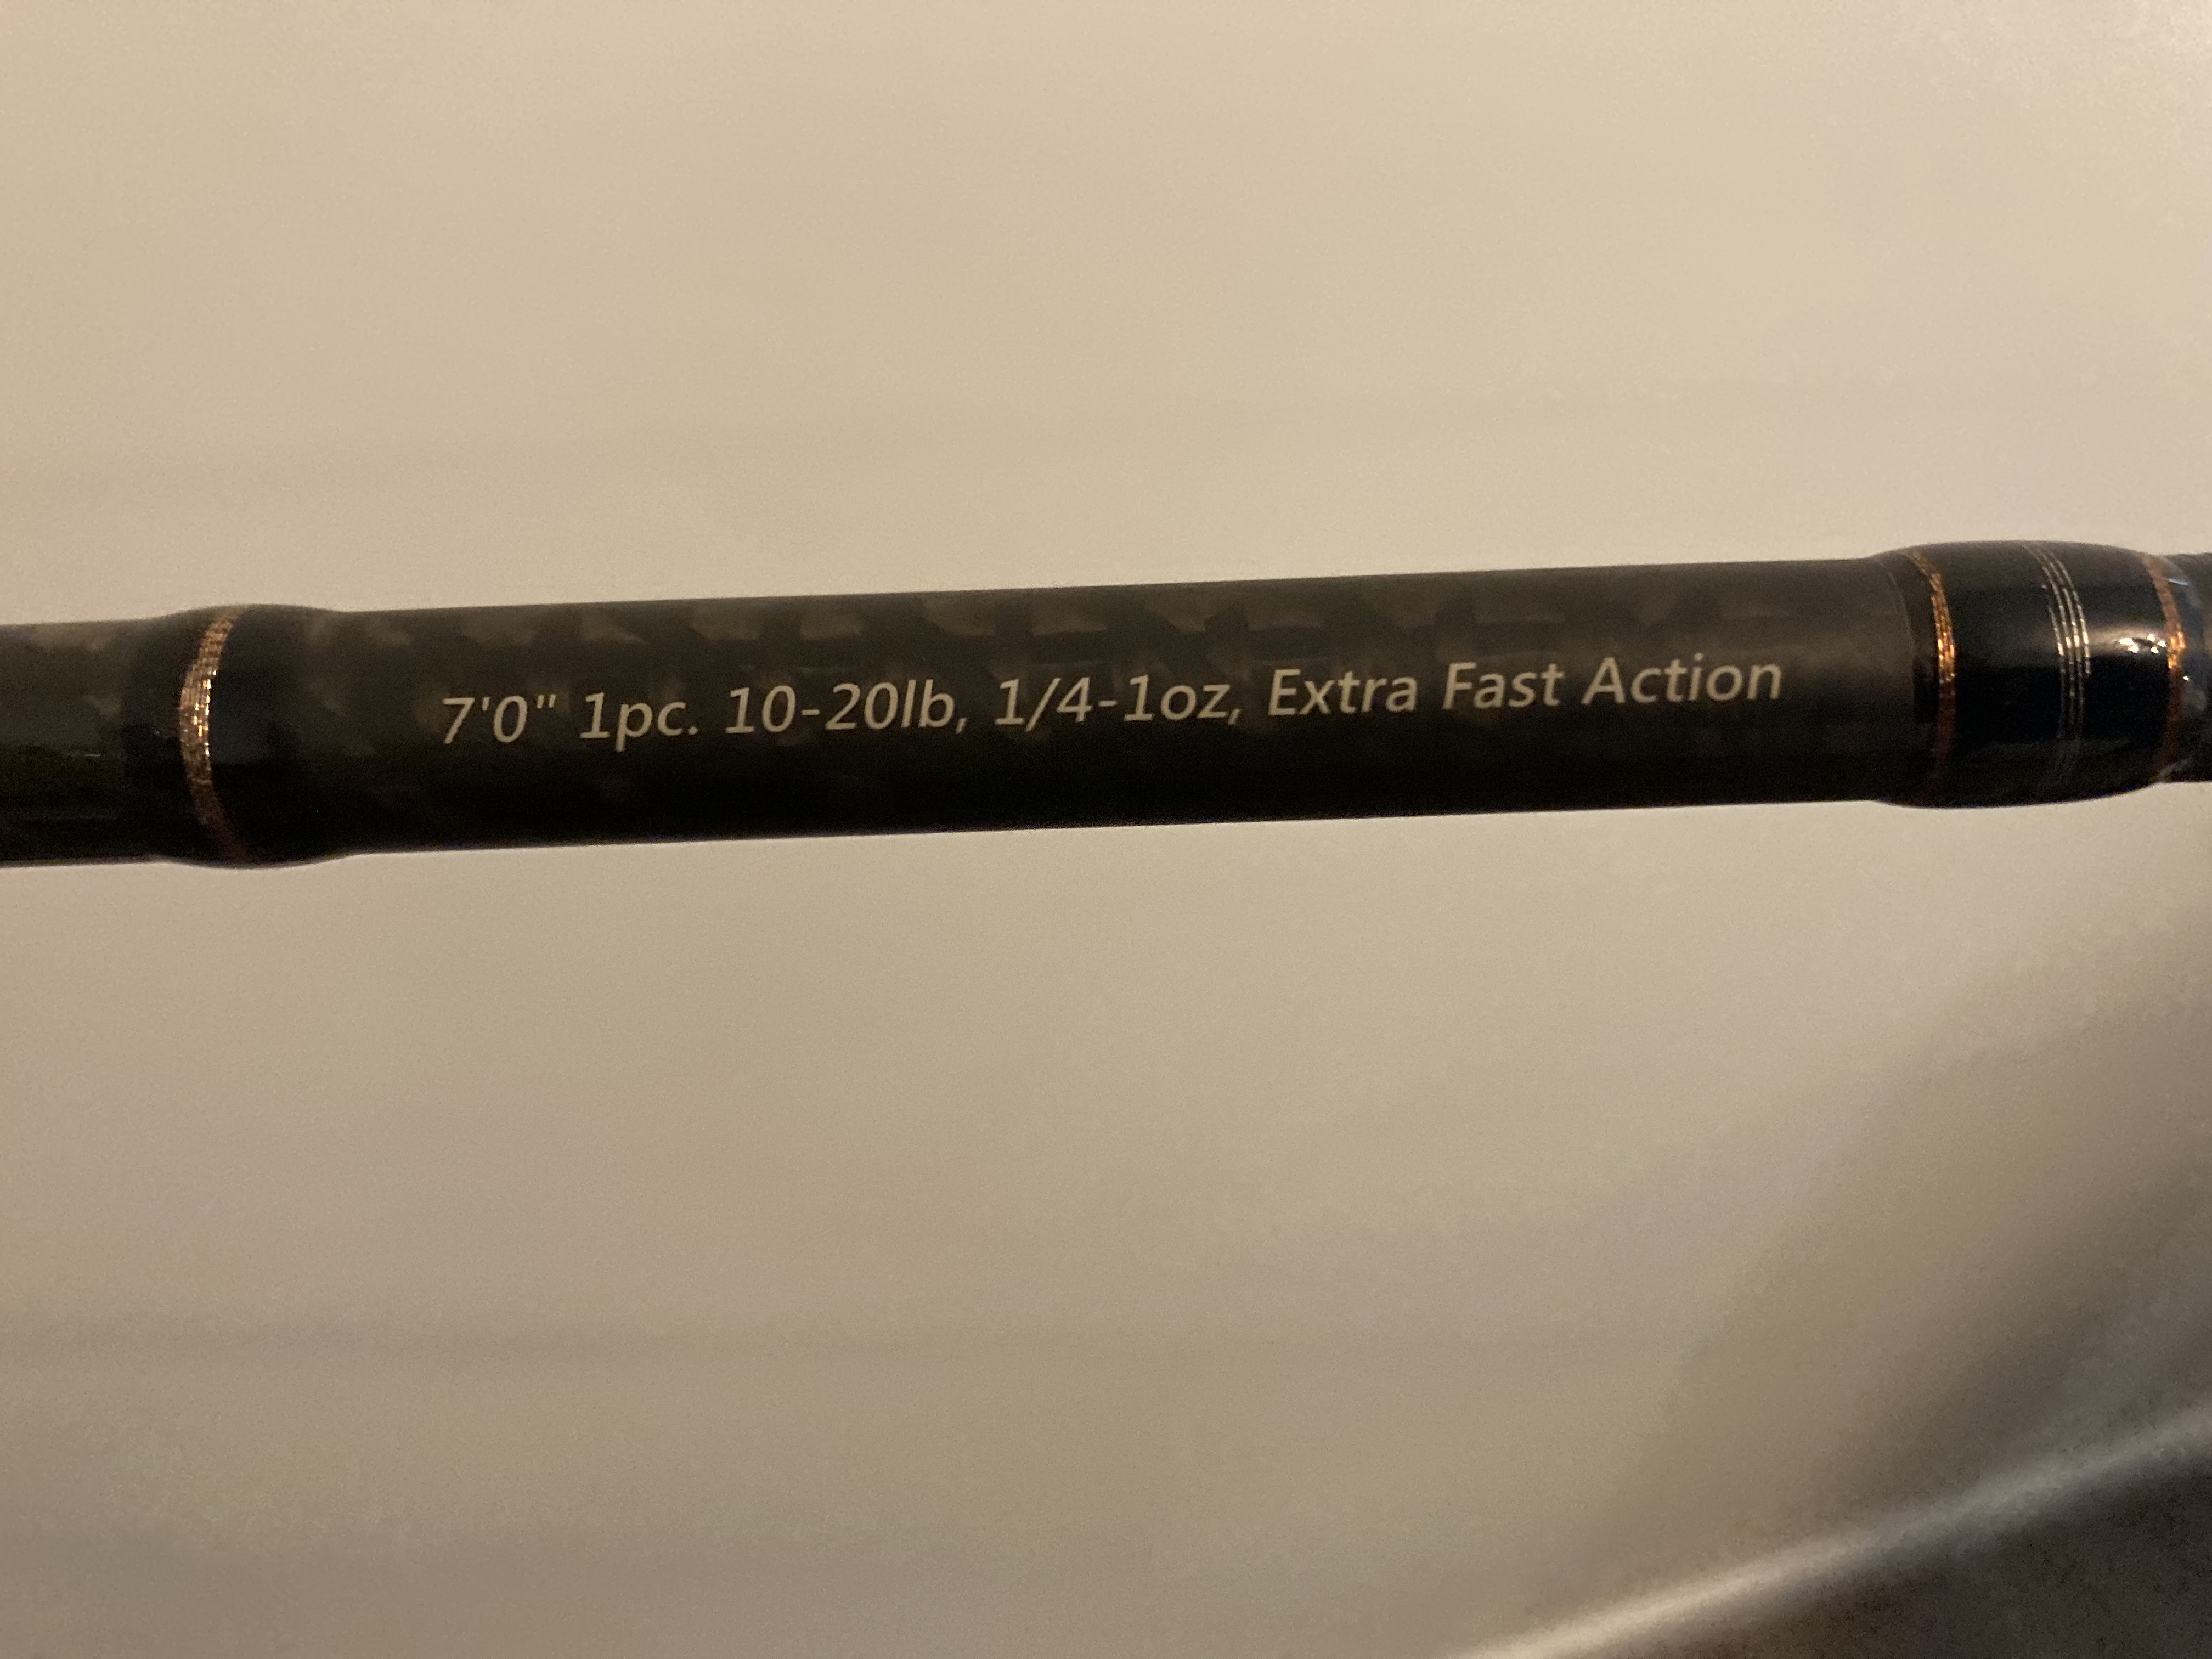 7'0" 1pc. 10-20lb, 1/4-1oz, Extra Fast Action